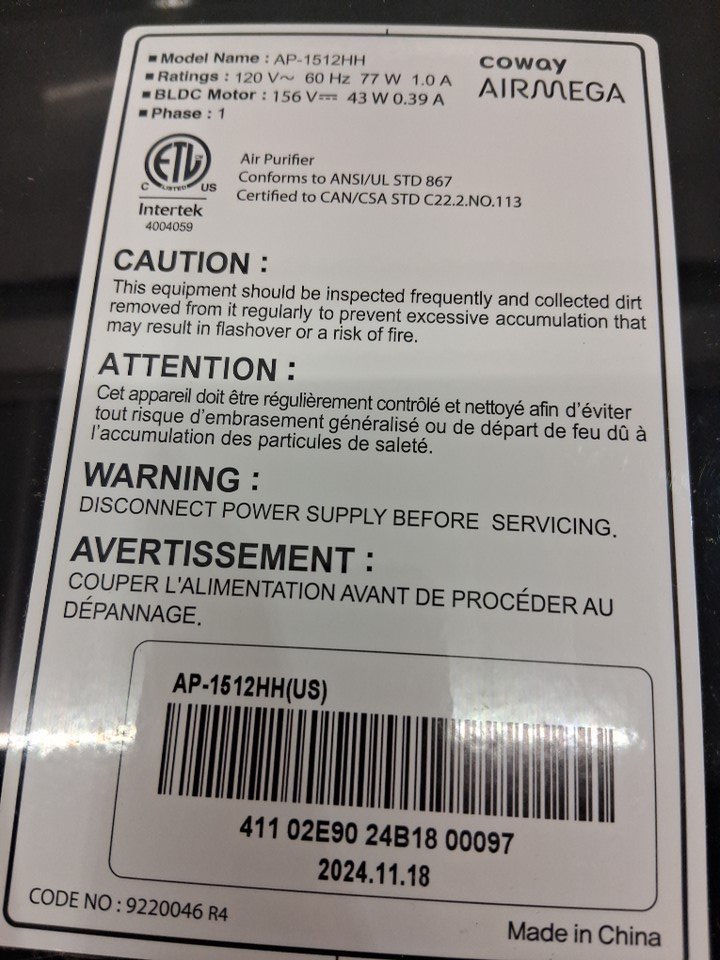 ▪Model Name : AP-1512HH
▪Ratings : 120 V~ 60 Hz 77 W 1.0 A
▪BLDC Motor : 156 V⎓ 43 W 0.39 A
▪Phase : 1
coway
AIRMEGA
ETL CM
C LISTED US
Intertek
4004059
Air Purifier
Conforms to ANSI/UL STD 867
Certified to CAN/CSA STD C22.2.NO.113
CAUTION :
This equipment should be inspected frequently and collected dirt
removed from it regularly to prevent excessive accumulation that
may result in flashover or a risk of fire.
ATTENTION :
Cet appareil doit être régulièrement contrôlé et nettoyé afin d'éviter
tout risque d'embrasement généralisé ou de départ de feu dû à
l'accumulation des particules de saleté.
WARNING :
DISCONNECT POWER SUPPLY BEFORE SERVICING.
AVERTISSEMENT :
COUPER L'ALIMENTATION AVANT DE PROCÉDER AU
DÉPANNAGE.
AP-1512HH(US)
411 02E90 24B18 00097
2024.11.18
CODE NO : 9220046 R4
Made in China